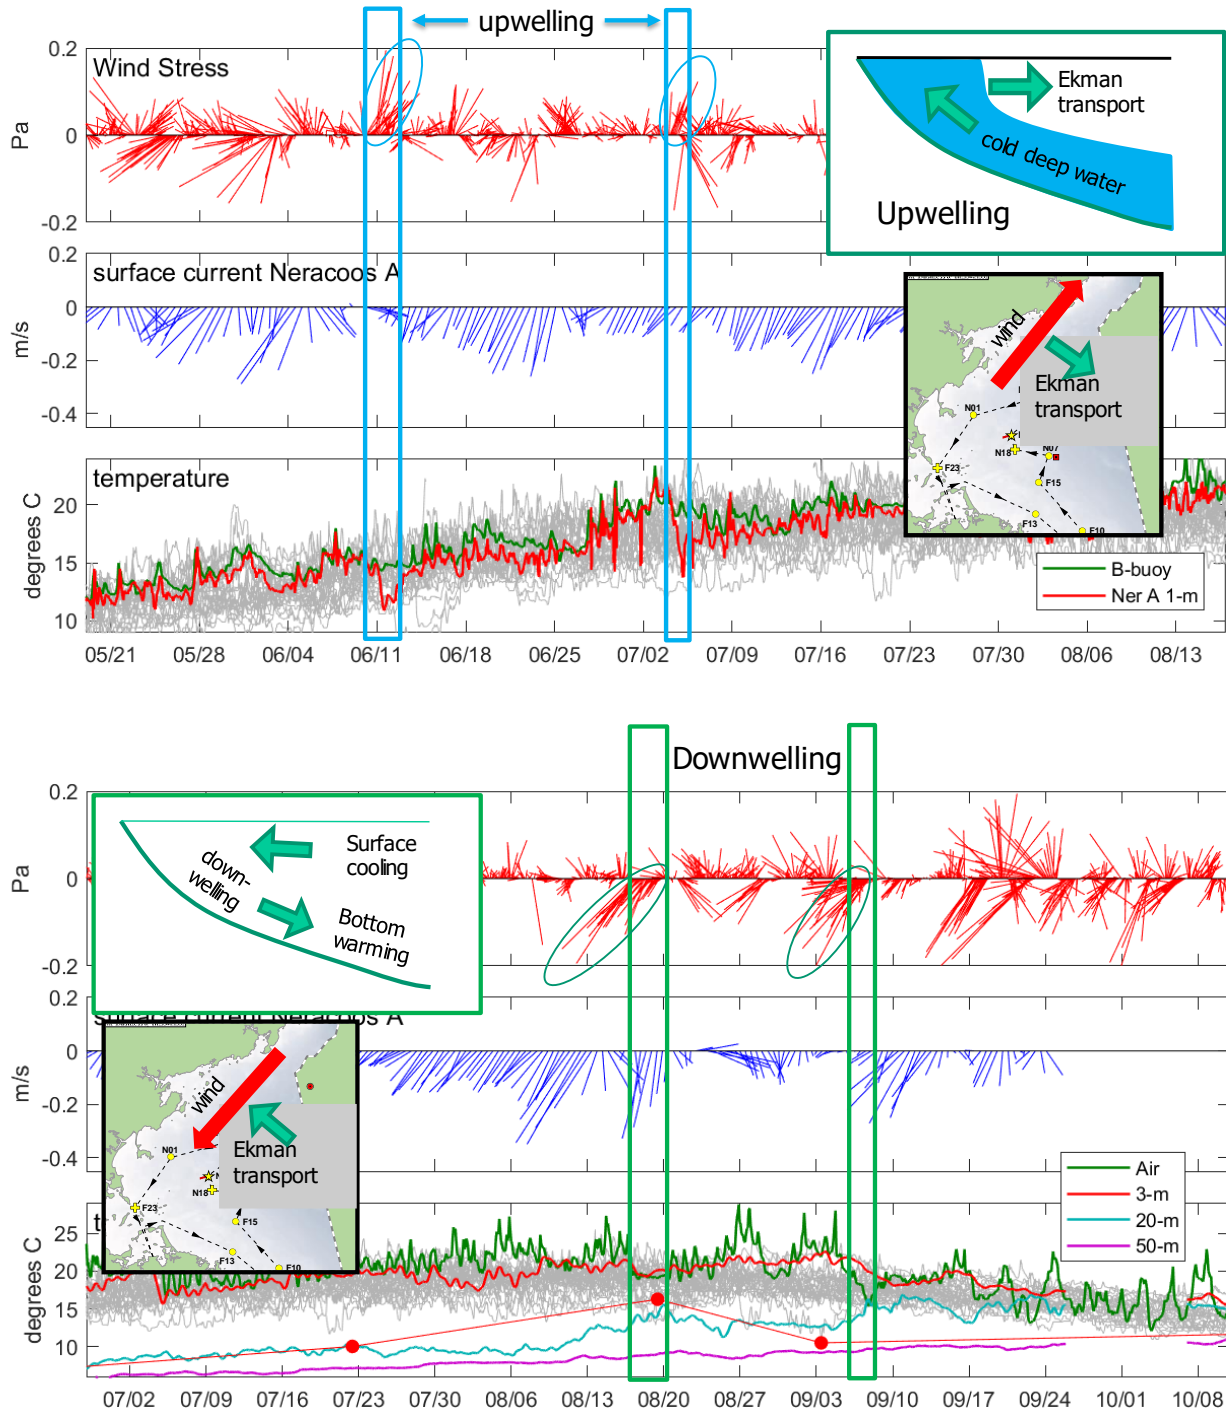 upwelling
0.2
Wind Stress
Pa
0
-0.2
Ekman
transport
cold deep water
Upwelling
0.2
surface current Neracoos A
0
m/s
-0.2
-0.4
wind
Ekman
transport
N01
N18
N07
F23
F15
F13
F10
temperature
degrees C
20
15
10
B-buoy
Ner A 1-m
05/21 05/28 06/04 06/11 06/18 06/25 07/02 07/09 07/16 07/23 07/30 08/06 08/13
Downwelling
0.2
Pa
0
-0.2
Surface
cooling
down-
welling
Bottom
warming
0.2
surface current Neracoos A
0
m/s
-0.2
-0.4
wind
Ekman
transport
N01
N18
F23
F15
F13
F10
t
degrees C
25
20
15
10
Air
3-m
20-m
50-m
07/02 07/09 07/16 07/23 07/30 08/06 08/13 08/20 08/27 09/03 09/10 09/17 09/24 10/01 10/08